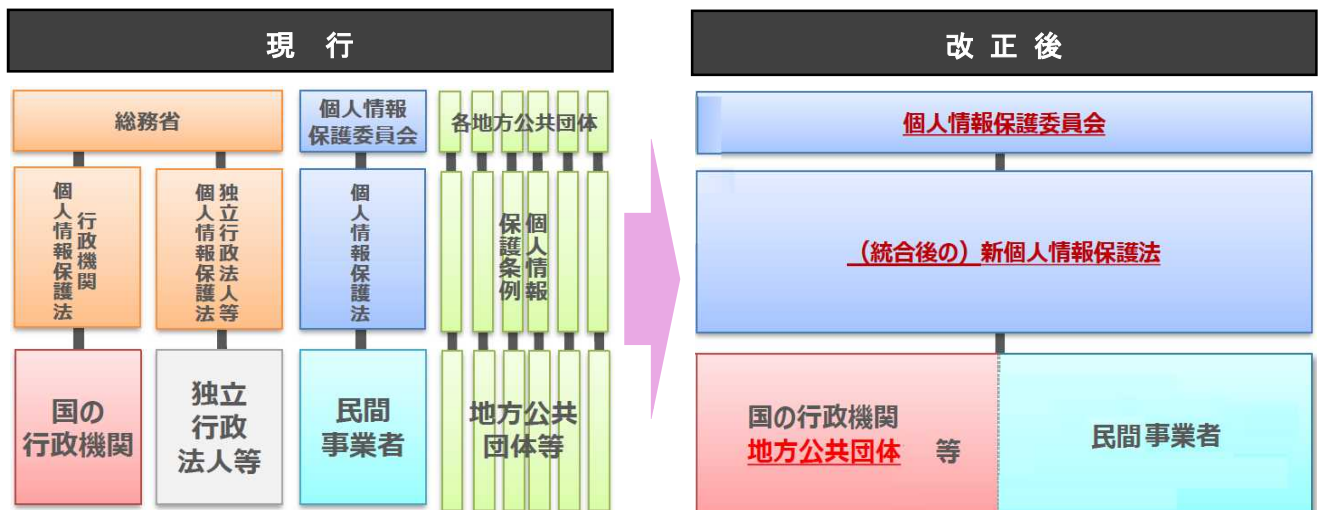 現 行
総務省
個人情報
保護委員会
各地方公共団体
行政機関
個人情報保護法
独立行政法人等
個人情報保護法
個人情報保護法
個人情報
保護条例
国の
行政機関
独立
行政
法人等
民間
事業者
地方公共
団体等
改 正 後
個人情報保護委員会
(統合後の)新個人情報保護法
国の行政機関
地方公共団体 等
民間事業者